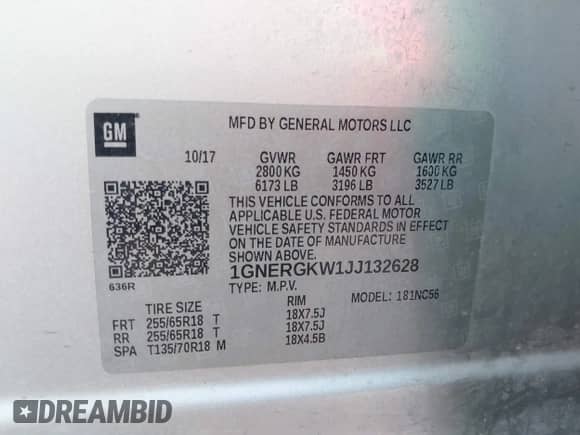 GM
MFD BY GENERAL MOTORS LLC
10/17 GVWR GAWR FRT GAWR RR
2800 KG 1450 KG 1600 KG
6173 LB 3196 LB 3527 LB
THIS VEHICLE CONFORMS TO ALL
APPLICABLE U.S. FEDERAL MOTOR
VEHICLE SAFETY STANDARDS IN EFFECT
ON THE DATE OF MANUFACTURE
SHOWN ABOVE.
636R
1GNERGKW1JJ132628
TYPE: M.P.V. MODEL: 181NC56
TIRE SIZE RIM
FRT 255/65R18 T 18X7.5J
RR 255/65R18 T 18X7.5J
SPA T135/70R18 M 18X4.5B
DREAMBID